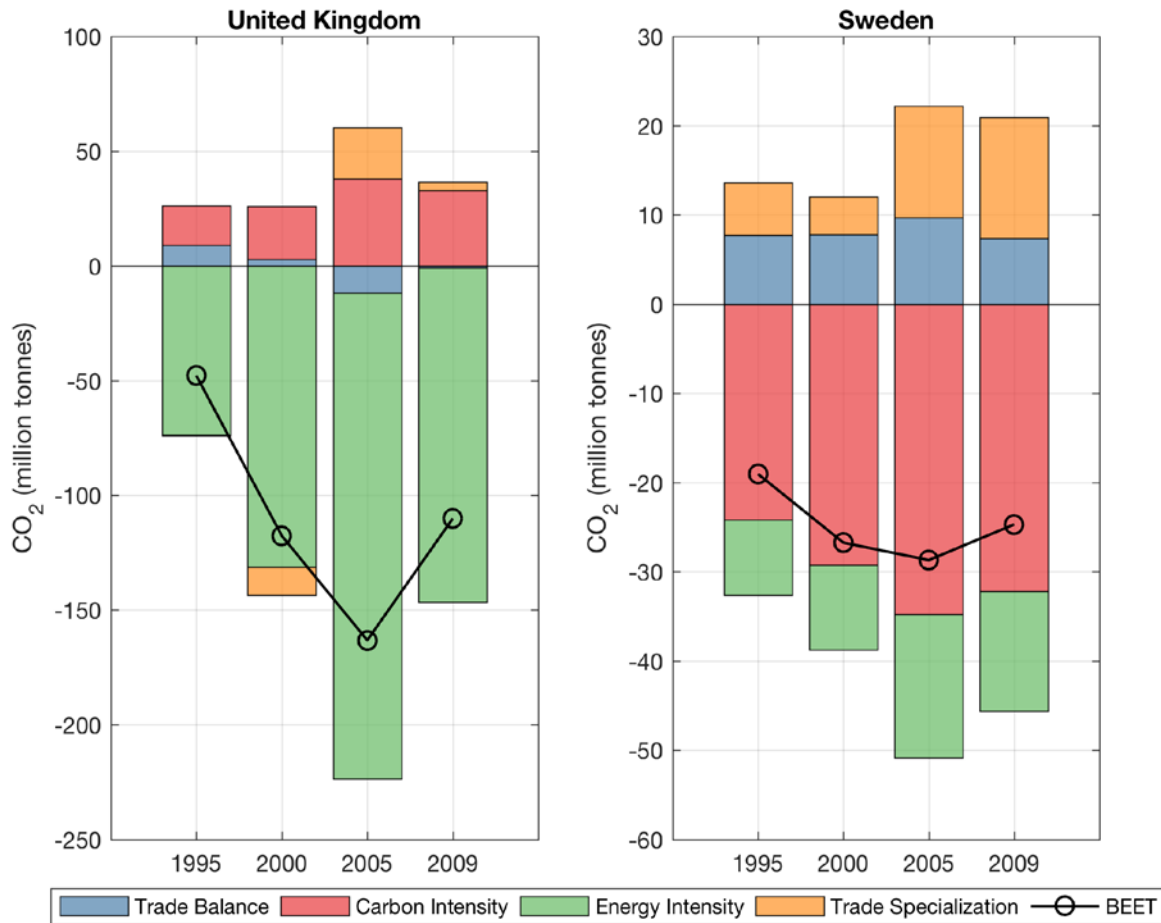 United Kingdom
100
50
0
-50
-100
-150
-200
-250
CO2 (million tonnes)
1995 2000 2005 2009
Sweden
30
20
10
0
-10
-20
-30
-40
-50
-60
CO2 (million tonnes)
1995 2000 2005 2009
Trade Balance Carbon Intensity Energy Intensity Trade Specialization BEET